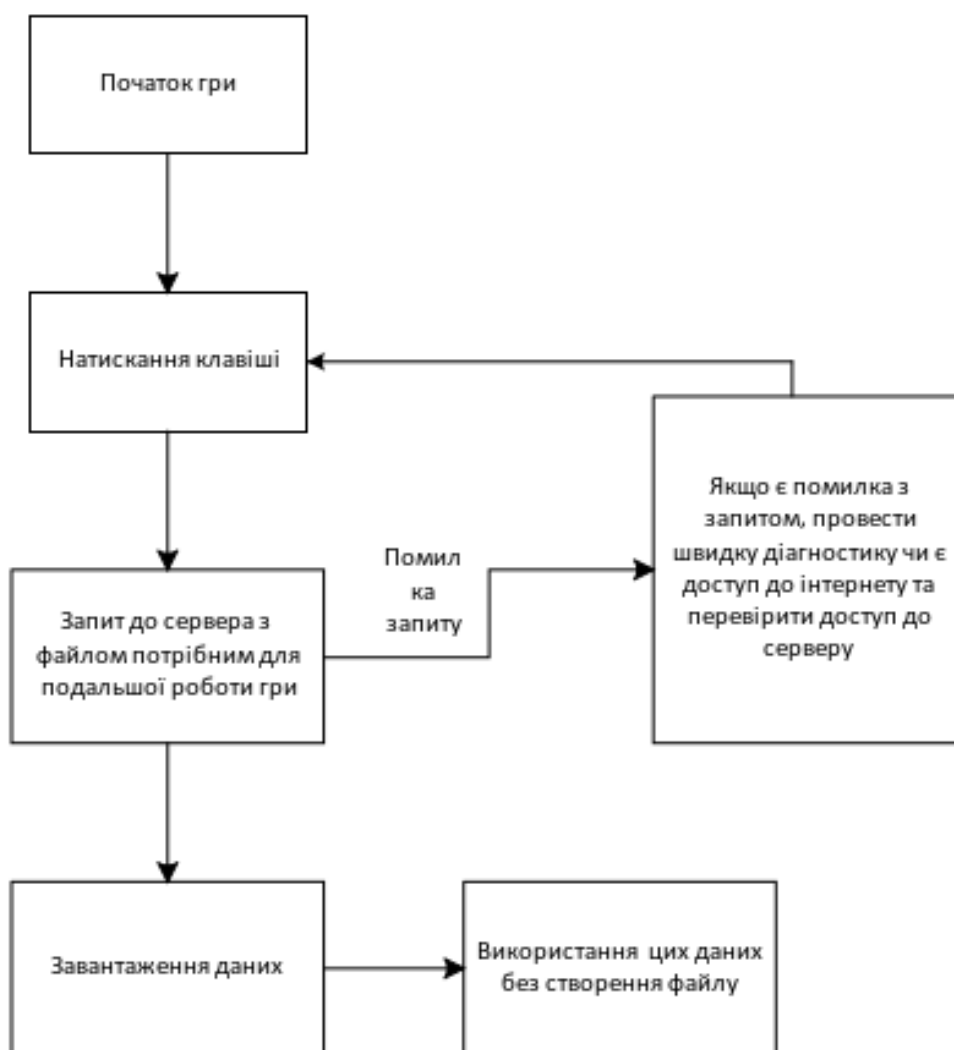 Початок гри
Натискання клавіші
Якщо є помилка з
запитом, провести
швидку діагностику чи є
доступ до інтернету та
перевірити доступ до
серверу
Помил
ка
запиту
Запит до сервера з
файлом потрібним для
подальшої роботи гри
Завантаження даних
Використання цих даних
без створення файлу